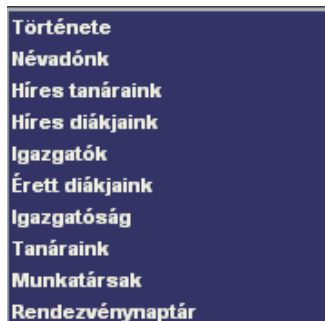 Története
Névadónk
Híres tanáraink
Híres diákjaink
Igazgatók
Érett diákjaink
Igazgatóság
Tanáraink
Munkatársak
Rendezvénynaptár